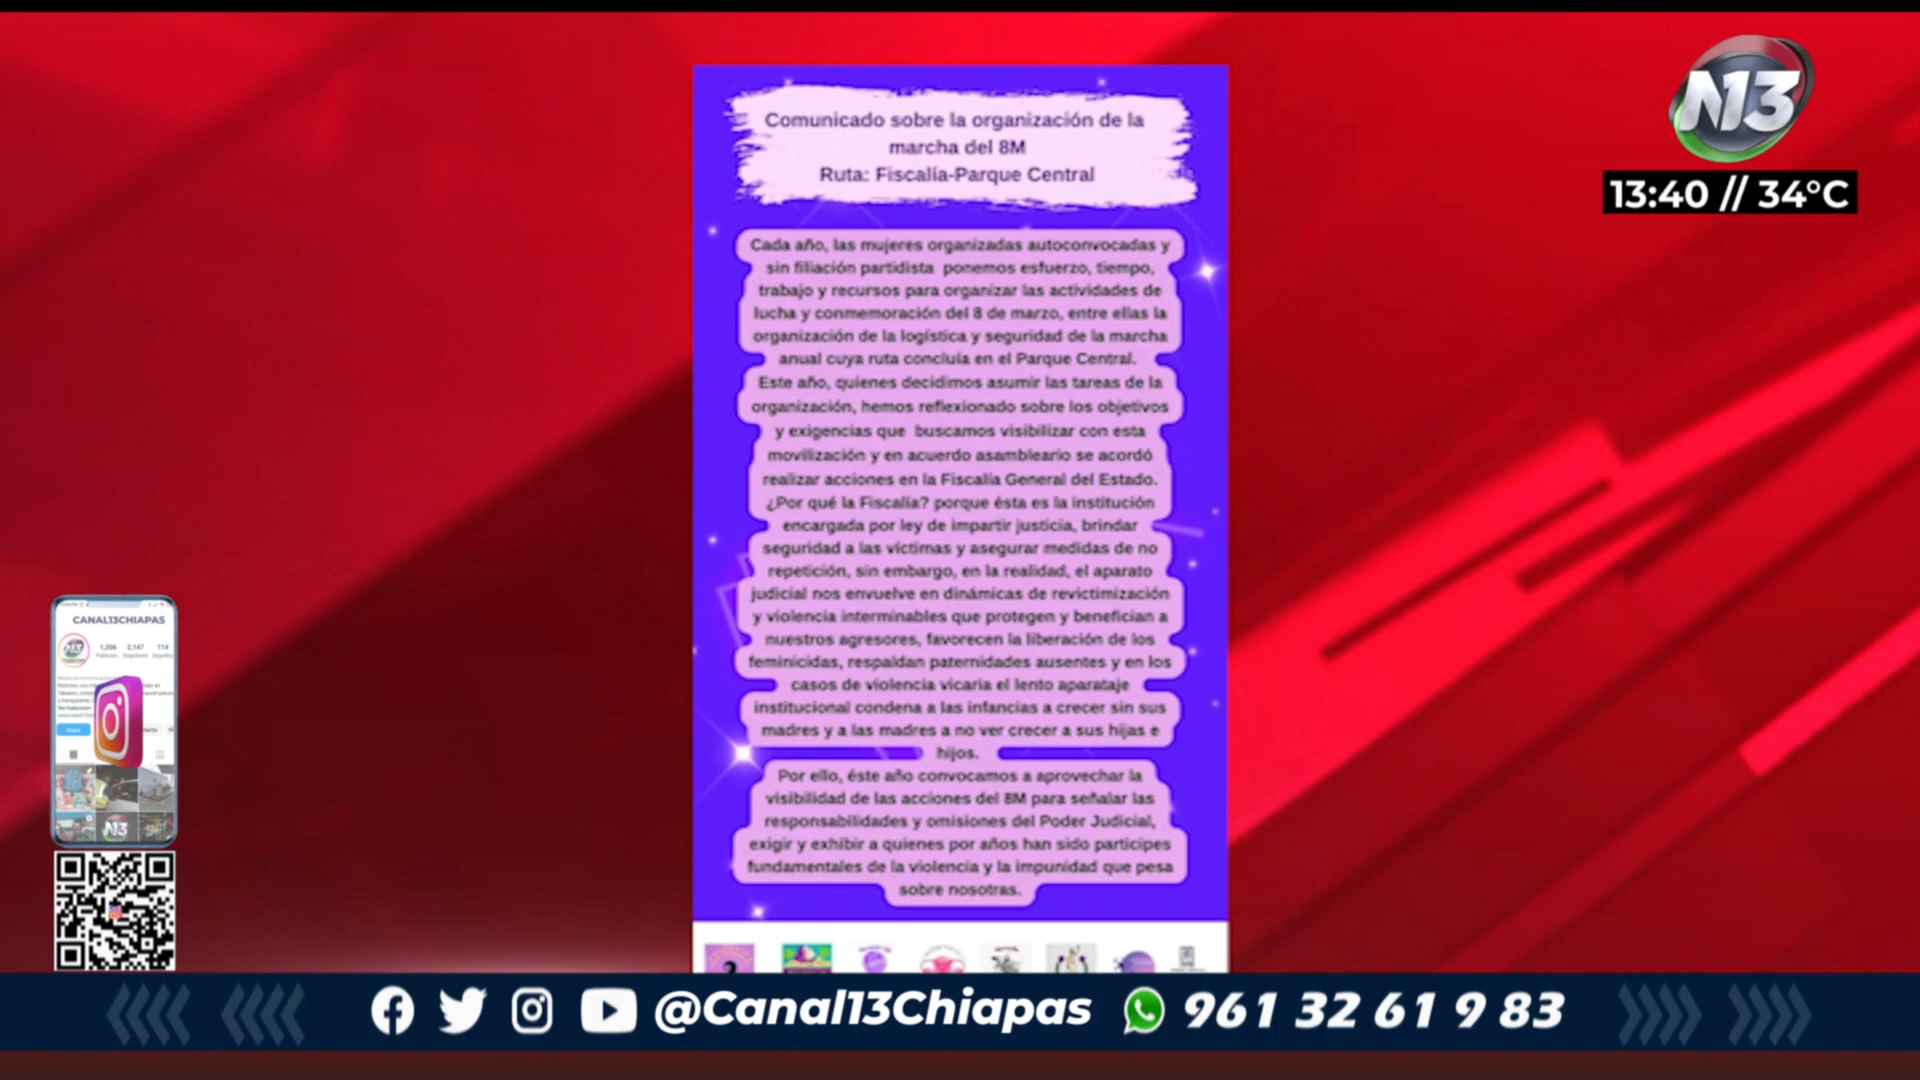 N13
13:40 // 34°C
Comunicado sobre la organización de la
marcha del 8M
Ruta: Fiscalía-Parque Central
Cada año, las mujeres organizadas autoconvocadas y
sin filiación partidista ponemos esfuerzo, tiempo,
trabajo y recursos para organizar las actividades de
lucha y conmemoración del 8 de marzo, entre ellas la
organización de la logística y seguridad de la marcha
anual cuya ruta concluía en el Parque Central.
Este año, quienes decidimos asumir las tareas de la
organización, hemos reflexionado sobre los objetivos
y exigencias que buscamos visibilizar con esta
movilización y en acuerdo asambleario se acordó
realizar acciones en la Fiscalía General del Estado.
¿Por qué la Fiscalía? porque ésta es la institución
encargada por ley de impartir justicia, brindar
seguridad a las víctimas y asegurar medidas de no
repetición, sin embargo, en la realidad, el aparato
judicial nos envuelve en dinámicas de revictimización
y violencia interminables que protegen y benefician a
nuestros agresores, favorecen la liberación de los
feminicidas, respaldan paternidades ausentes y en los
casos de violencia vicaria el lento aparataje
institucional condena a las infancias a crecer sin sus
madres y a las madres a no ver crecer a sus hijas e
hijos.
Por ello, éste año convocamos a aprovechar la
visibilidad de las acciones del 8M para señalar las
responsabilidades y omisiones del Poder Judicial,
exigir y exhibir a quienes por años han sido partícipes
fundamentales de la violencia y la impunidad que pesa
sobre nosotras.
CANAL13CHIAPAS
1,206 2,147 114
N13
@Canal13Chiapas 961 32 61 9 83